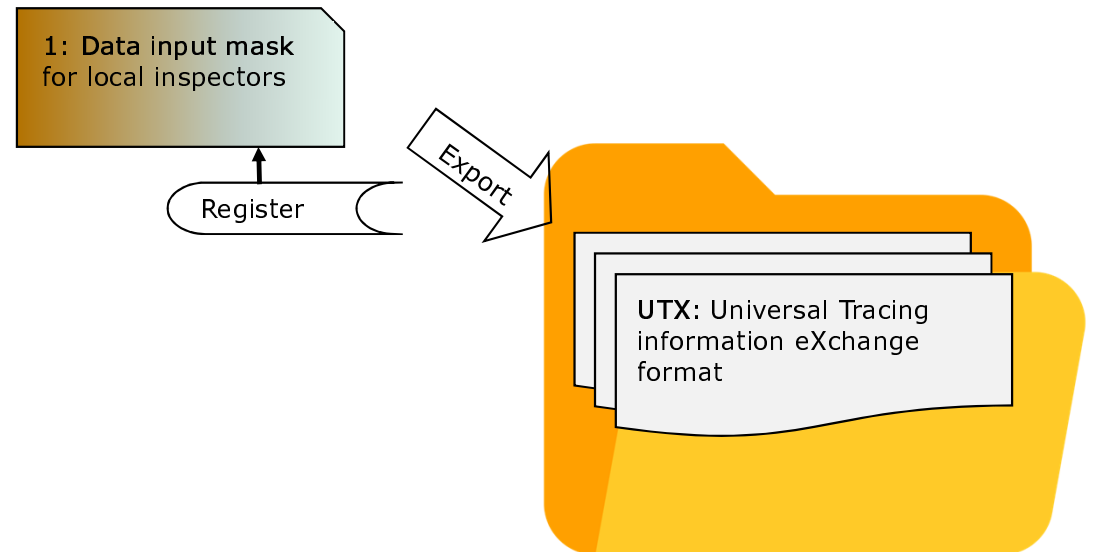 1: Data input mask
for local inspectors
Register
Export
UTX: Universal Tracing
information eXchange
format